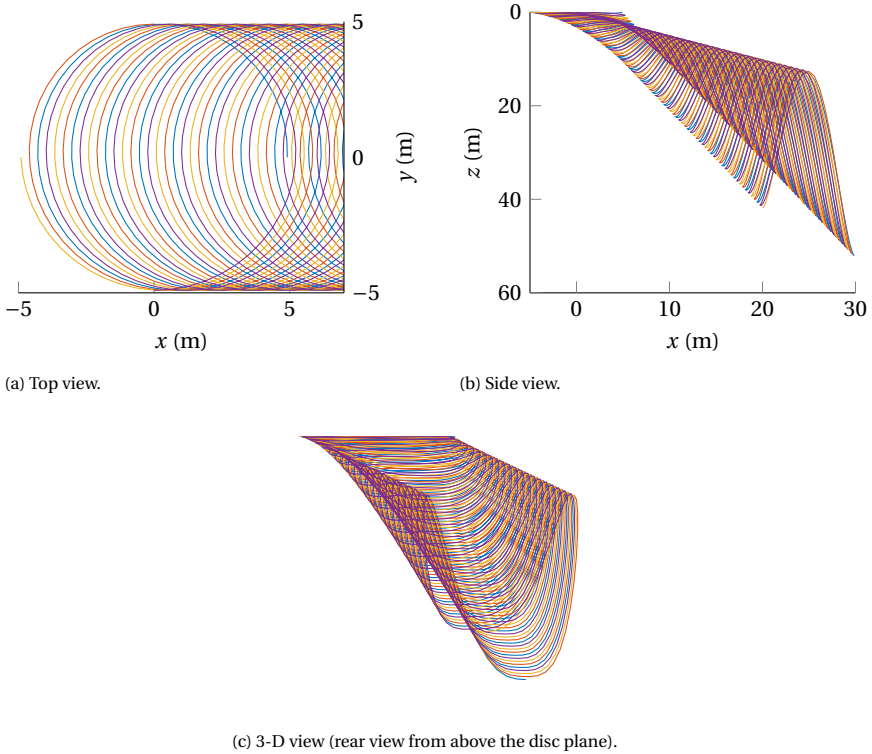 5
0
−5
y (m)
−5
0
5
x (m)
(a) Top view.
0
20
40
60
z (m)
0
10
20
30
x (m)
(b) Side view.
(c) 3-D view (rear view from above the disc plane).